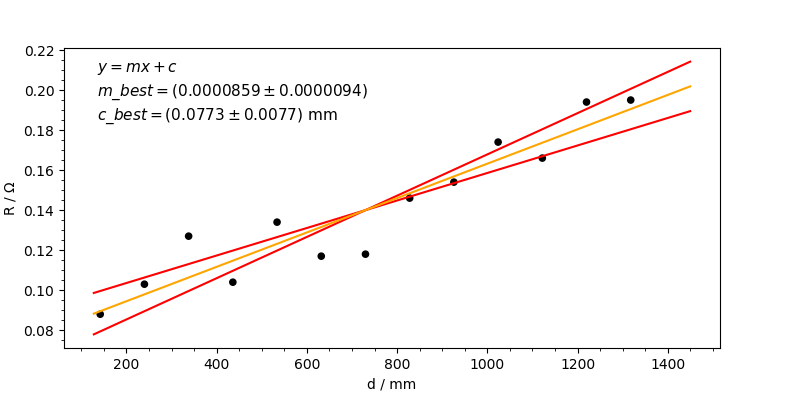 y = mx + c
m_best = (0.0000859 ± 0.0000094)
c_best = (0.0773 ± 0.0077) mm
0.22
0.20
0.18
0.16
0.14
0.12
0.10
0.08
R / Ω
200 400 600 800 1000 1200 1400
d / mm